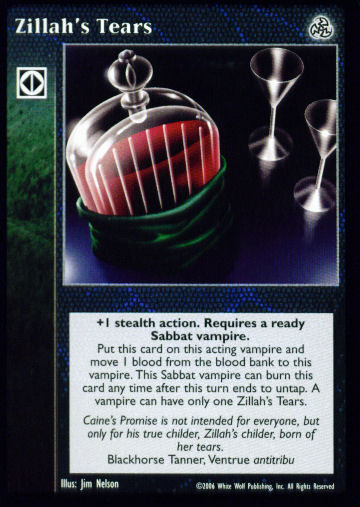 Zillah's Tears
+1 stealth action. Requires a ready
Sabbat vampire.
Put this card on this acting vampire and
move 1 blood from the blood bank to this
vampire. This Sabbat vampire can burn this
card any time after this turn ends to untap. A
vampire can have only one Zillah's Tears.
Caine's Promise is not intended for everyone, but
only for his true childer, Zillah's childer, born of
her tears.
Blackhorse Tanner, Ventrue antitribu
Illus: Jim Nelson
©2006 White Wolf Publishing, Inc. All Rights Reserved